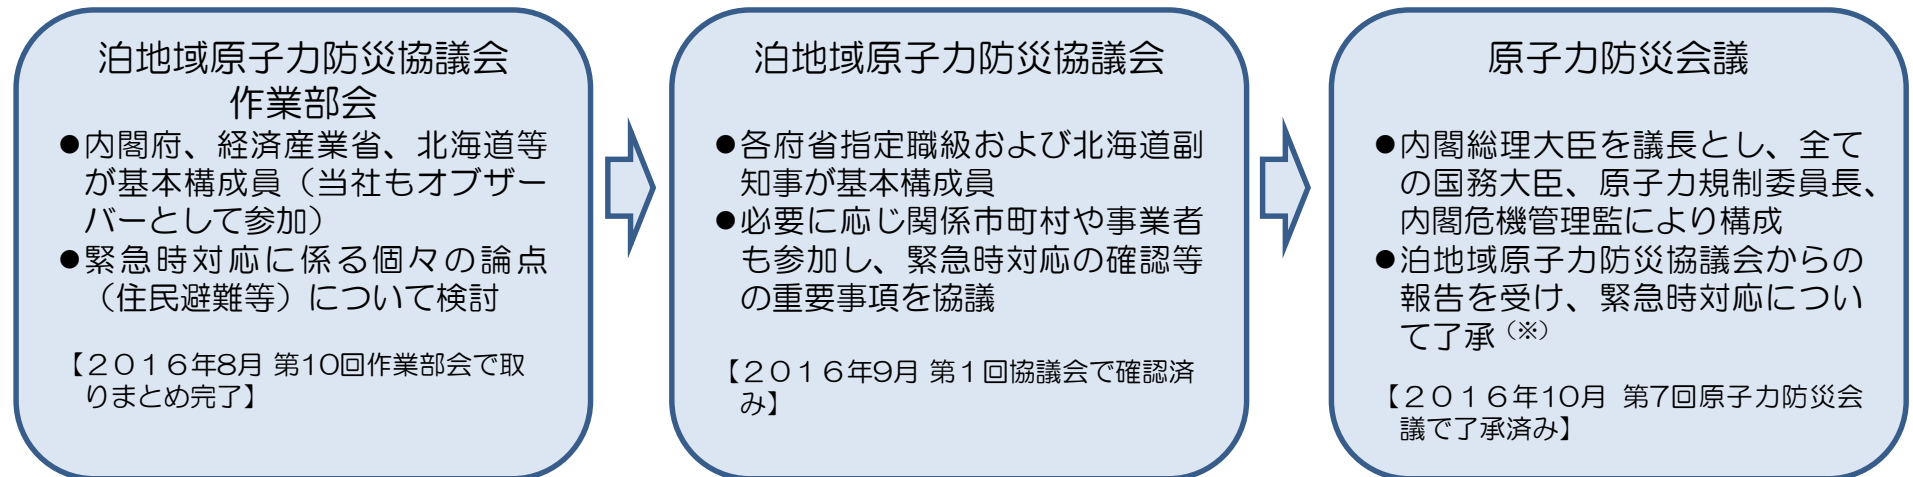 泊地域原子力防災協議会
作業部会
●内閣府、経済産業省、北海道等
が基本構成員（当社もオブザー
バーとして参加）
●緊急時対応に係る個々の論点
（住民避難等）について検討
【２０１６年8月 第10回作業部会で取
りまとめ完了】
泊地域原子力防災協議会
●各府省指定職級および北海道副
知事が基本構成員
●必要に応じ関係市町村や事業者
も参加し、緊急時対応の確認等
の重要事項を協議
【２０１６年9月 第１回協議会で確認済
み】
原子力防災会議
●内閣総理大臣を議長とし、全て
の国務大臣、原子力規制委員長、
内閣危機管理監により構成
●泊地域原子力防災協議会からの
報告を受け、緊急時対応につい
て了承（※）
【２０１６年10月 第7回原子力防災会
議で了承済み】